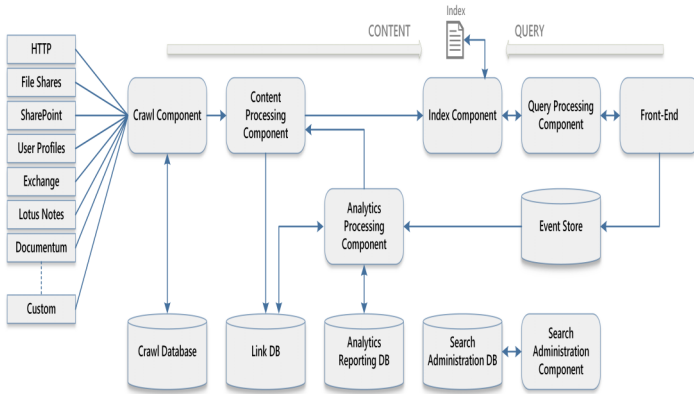 Index
CONTENT
QUERY
HTTP
File Shares
SharePoint
User Profiles
Exchange
Lotus Notes
Documentum
Custom
Crawl Component
Content
Processing
Component
Index Component
Query Processing
Component
Front-End
Analytics
Processing
Component
Event Store
Crawl Database
Link DB
Analytics
Reporting DB
Search
Administration DB
Search
Administration
Component